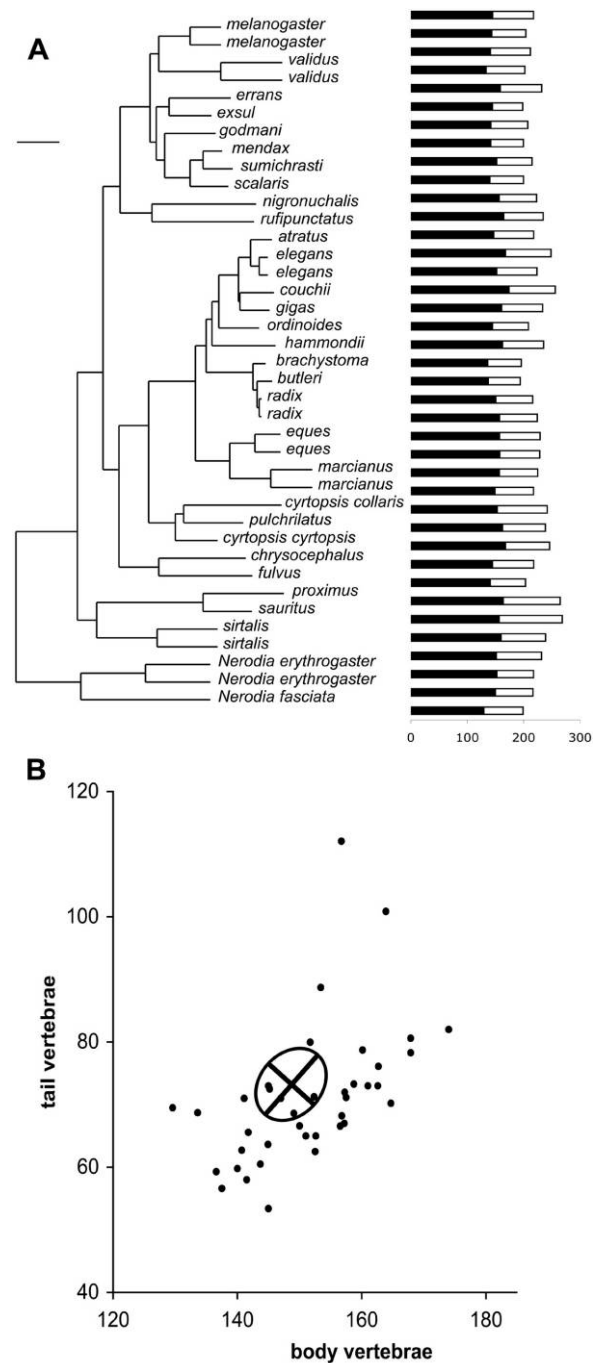 A
melanogaster
melanogaster
validus
validus
errans
exsul
godmani
mendax
sumichrasti
scalaris
nigronuchalis
rufipunctatus
atratus
elegans
elegans
couchii
gigas
ordinoides
hammondii
brachystoma
butleri
radix
radix
eques
eques
marcianus
marcianus
cyrtopsis collaris
pulchrilatus
cyrtopsis cyrtopsis
chrysocephalus
fulvus
proximus
sauritus
sirtalis
sirtalis
Nerodia erythrogaster
Nerodia erythrogaster
Nerodia fasciata
0 100 200 300
B
120
100
80
60
40
tail vertebrae
120 140 160 180
body vertebrae